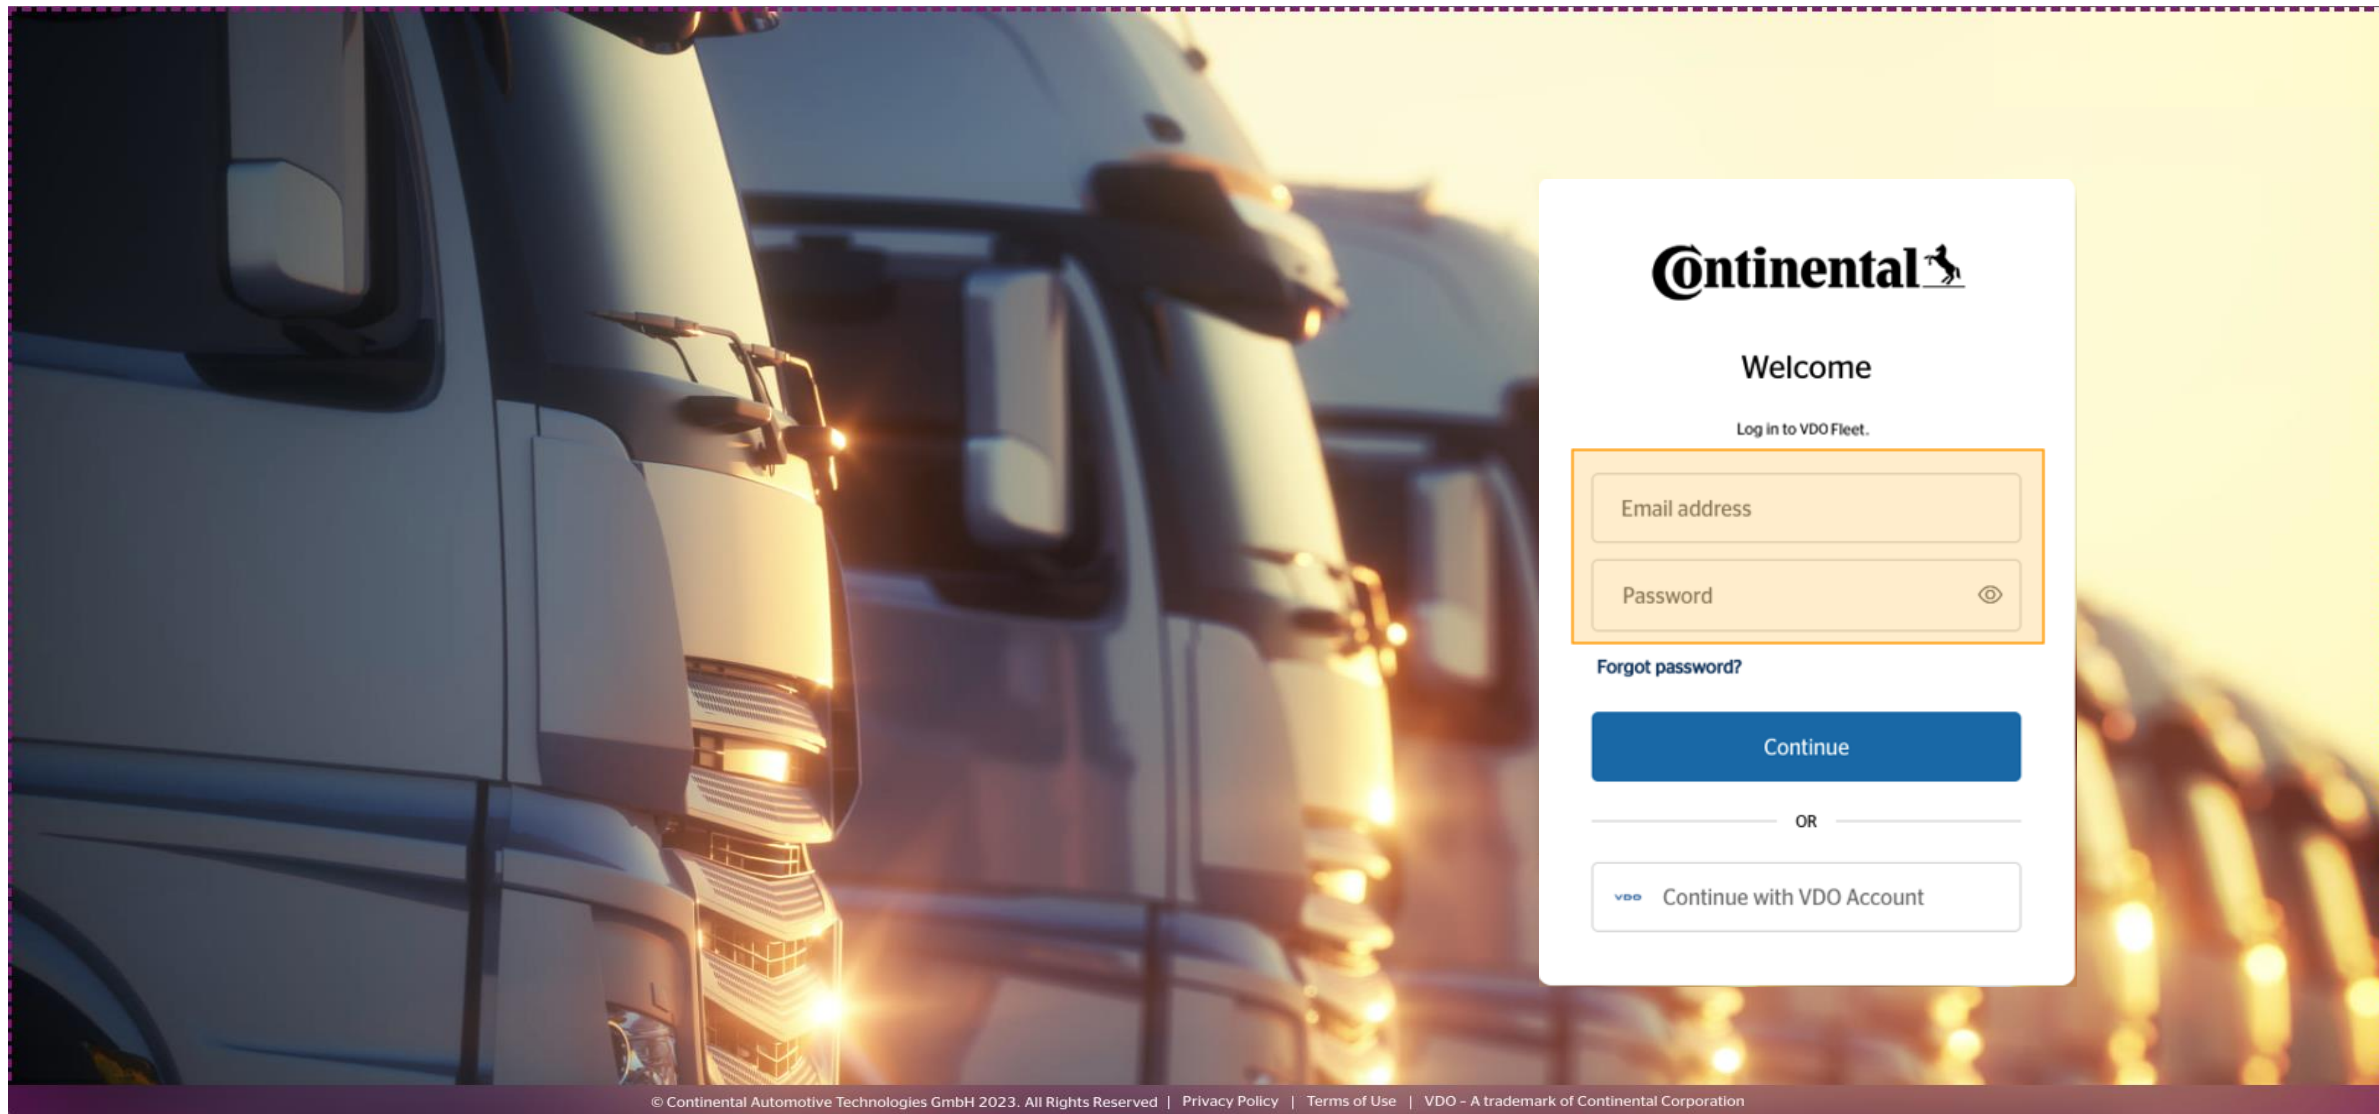 Continental
Welcome
Log in to VDO Fleet.
Email address
Password
Forgot password?
Continue
OR
VDO Continue with VDO Account
© Continental Automotive Technologies GmbH 2023. All Rights Reserved | Privacy Policy | Terms of Use | VDO - A trademark of Continental Corporation